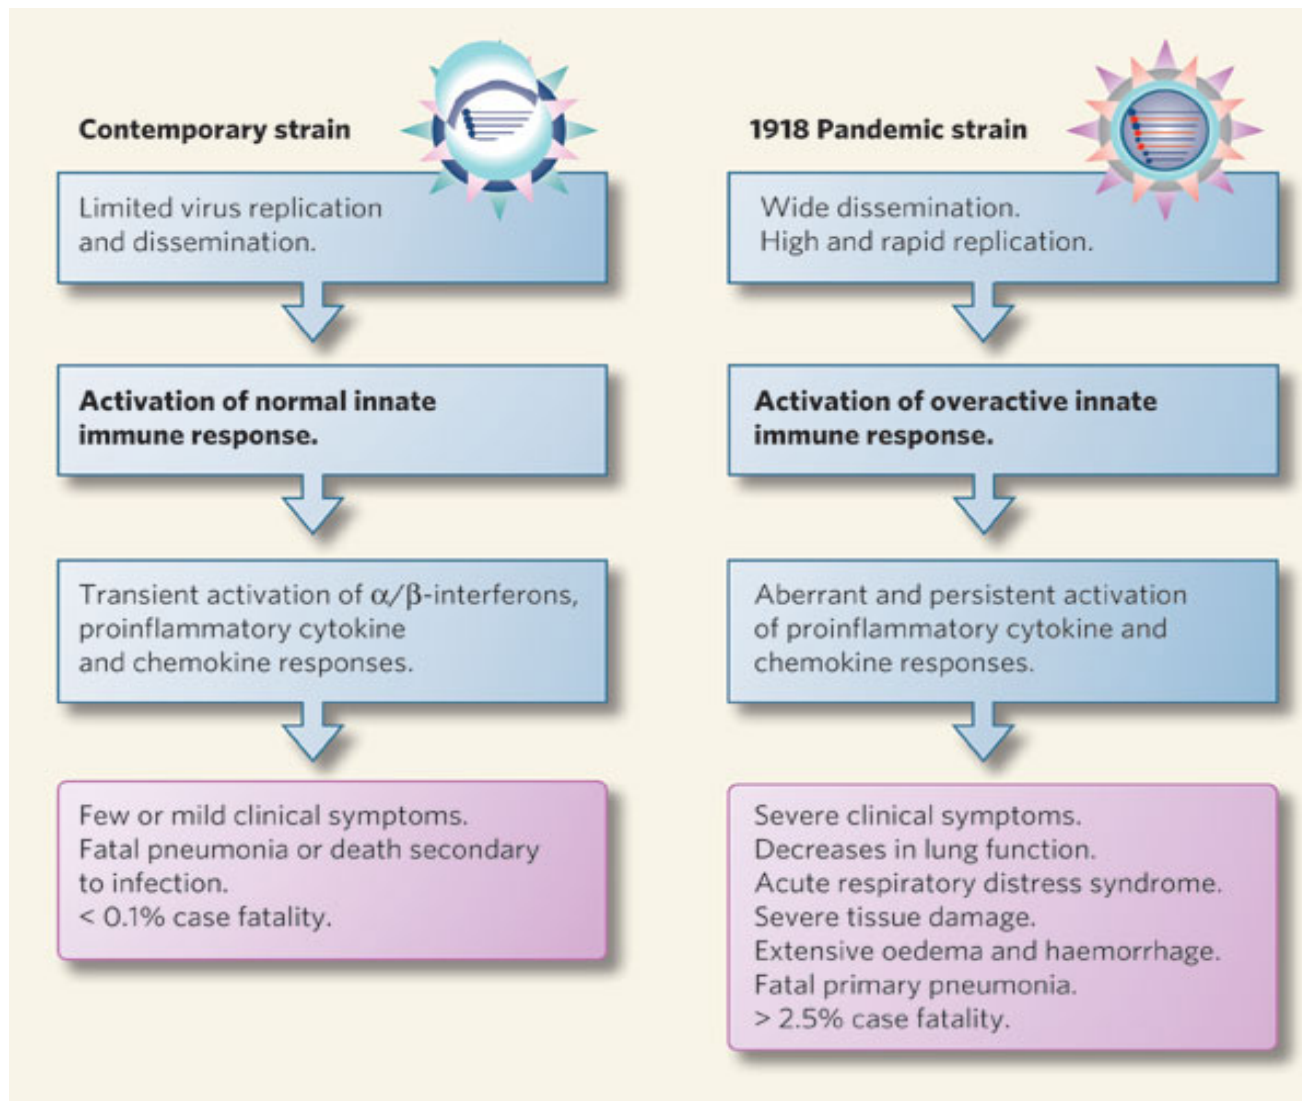 Contemporary strain
Limited virus replication
and dissemination.
Activation of normal innate
immune response.
Transient activation of α/β-interferons,
proinflammatory cytokine
and chemokine responses.
Few or mild clinical symptoms.
Fatal pneumonia or death secondary
to infection.
< 0.1% case fatality.
1918 Pandemic strain
Wide dissemination.
High and rapid replication.
Activation of overactive innate
immune response.
Aberrant and persistent activation
of proinflammatory cytokine and
chemokine responses.
Severe clinical symptoms.
Decreases in lung function.
Acute respiratory distress syndrome.
Severe tissue damage.
Extensive oedema and haemorrhage.
Fatal primary pneumonia.
> 2.5% case fatality.